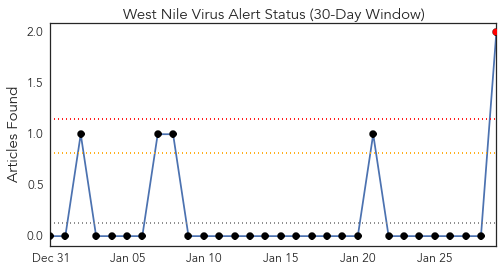 West Nile Virus Alert Status (30-Day Window)
Articles Found
2.0
1.5
1.0
0.5
0.0
Dec 31 Jan 05 Jan 10 Jan 15 Jan 20 Jan 25